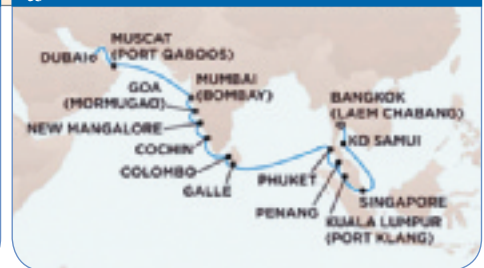 DUBAI
MUSCAT
(PORT QABOOS)
GOA
(MORMUGAO)
MUMBAI
(BOMBAY)
NEW MANGALORE
COCHIN
COLOMBO
GALLE
BANGKOK
(LAEM CHABANG)
KO SAMUI
PHUKET
PENANG
SINGAPORE
KUALA LUMPUR
(PORT KLANG)